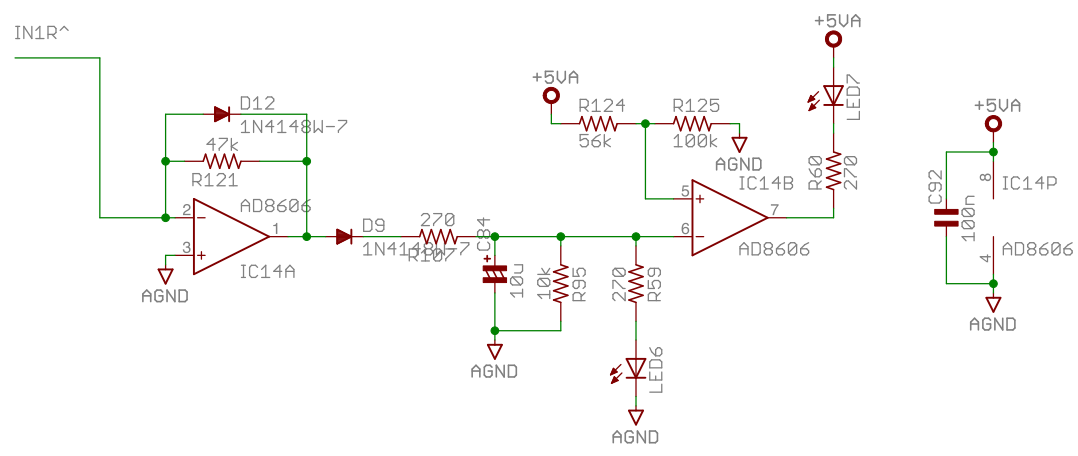 IN1R^
D12
1N4148W-7
47k
R121
2
3
1
AD8606
IC14A
AGND
D9
1N4148W-7
270
R107
C84
10u
AGND
10k
R95
270
R59
LED6
AGND
+5VA
R124
56k
R125
100k
AGND
5
6
7
IC14B
AD8606
+5VA
LED7
R60
270
+5VA
C92
100n
8
IC14P
4
AD8606
AGND